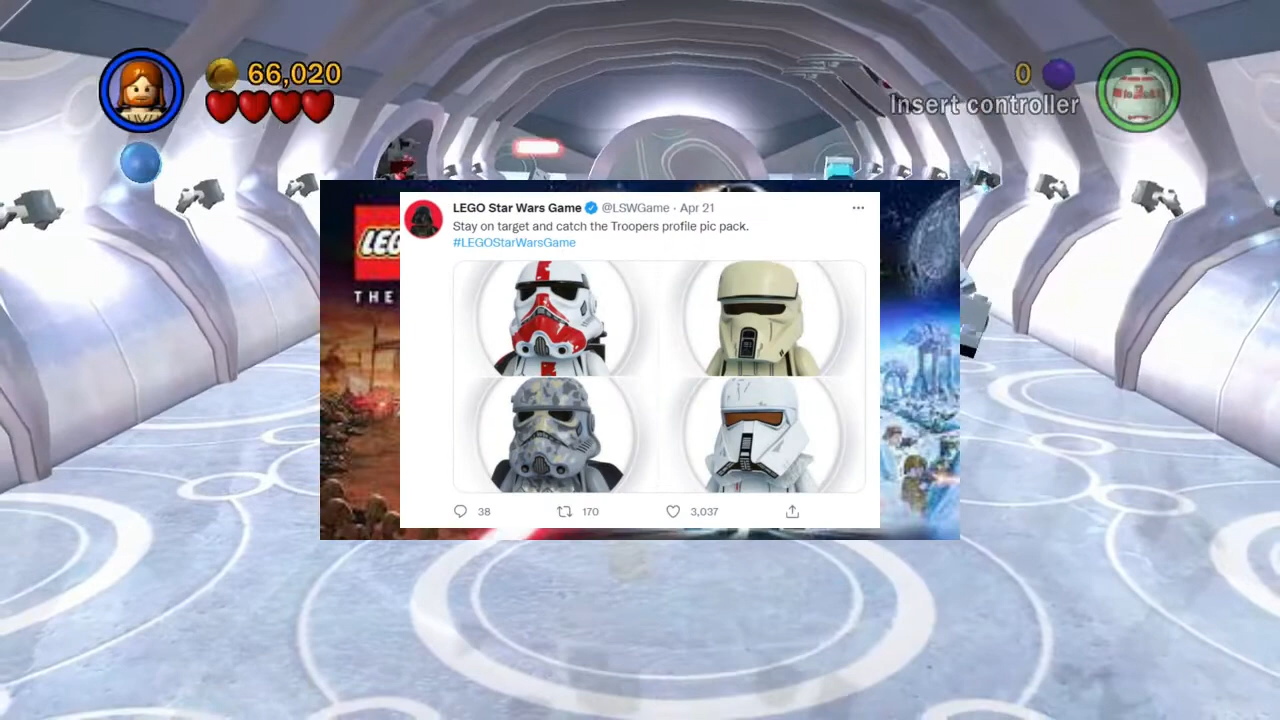 66,020
0
Insert controller
LEGO
THE
LEGO Star Wars Game @LSWGame · Apr 21
Stay on target and catch the Troopers profile pic pack.
#LEGOStarWarsGame
38 170 3,037